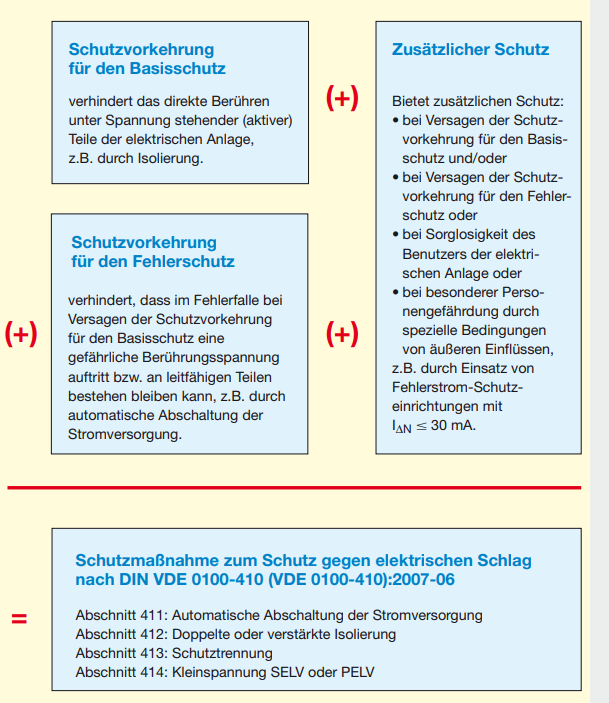 Schutzvorkehrung
für den Basisschutz
verhindert das direkte Berühren
unter Spannung stehender (aktiver)
Teile der elektrischen Anlage,
z.B. durch Isolierung.
(+)
Zusätzlicher Schutz
Bietet zusätzlichen Schutz:
• bei Versagen der Schutz-
vorkehrung für den Basis-
schutz und/oder
• bei Versagen der Schutz-
vorkehrung für den Fehler-
schutz oder
• bei Sorglosigkeit des
Benutzers der elektri-
schen Anlage oder
• bei besonderer Perso-
nengefährdung durch
spezielle Bedingungen
von äußeren Einflüssen,
z.B. durch Einsatz von
Fehlerstrom-Schutz-
einrichtungen mit
I∆N ≤ 30 mA.
(+)
Schutzvorkehrung
für den Fehlerschutz
verhindert, dass im Fehlerfalle bei
Versagen der Schutzvorkehrung
für den Basisschutz eine
gefährliche Berührungsspannung
auftritt bzw. an leitfähigen Teilen
bestehen bleiben kann, z.B. durch
automatische Abschaltung der
Stromversorgung.
(+)
=
Schutzmaßnahme zum Schutz gegen elektrischen Schlag
nach DIN VDE 0100-410 (VDE 0100-410):2007-06
Abschnitt 411: Automatische Abschaltung der Stromversorgung
Abschnitt 412: Doppelte oder verstärkte Isolierung
Abschnitt 413: Schutztrennung
Abschnitt 414: Kleinspannung SELV oder PELV